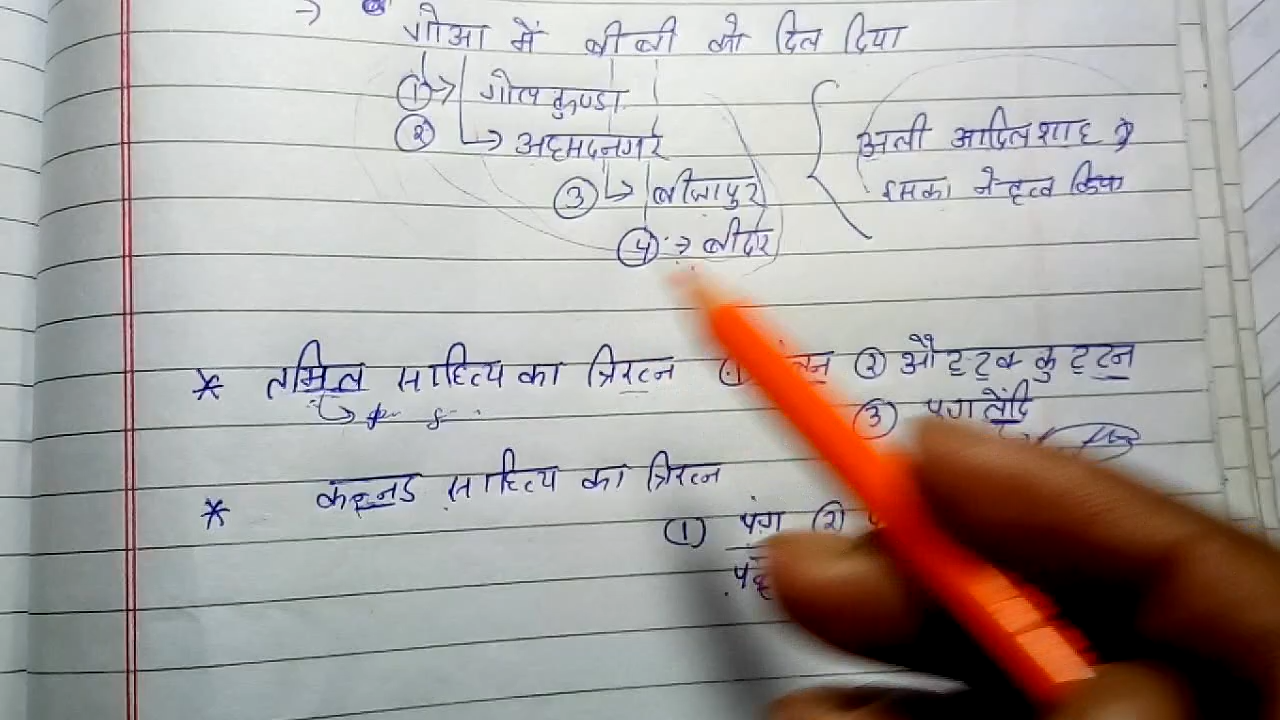 → गोआ में बीबी को दिल दिया
① → गोलकुण्डा
② ↳ अहमदनगर
③ ↳ बीजापुर
④ → बीदर
अली आदिलशाह ने
इसका नेतृत्व किया
* तमिल साहित्य का त्रिरत्न ① ② औट्टक कुट्टन
③ पुगलेंदि
* कन्नड साहित्य का त्रिरत्न
① पंग ②